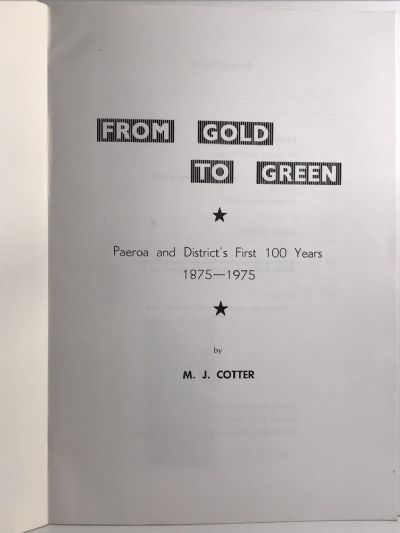 FROM GOLD
TO GREEN
★
Paeroa and District's First 100 Years
1875—1975
★
by
M. J. COTTER